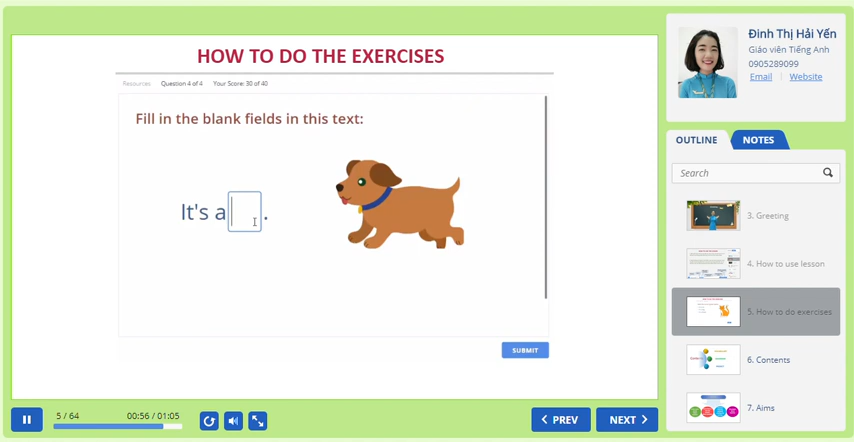 HOW TO DO THE EXERCISES
Resources Question 4 of 4 Your Score: 30 of 40
Fill in the blank fields in this text:
It's a .
SUBMIT
5 / 64 00:56 / 01:05
PREV
NEXT
Đinh Thị Hải Yến
Giáo viên Tiếng Anh
0905289099
Email | Website
OUTLINE NOTES
Search
3. Greeting
4. How to use lesson
5. How to do exercises
6. Contents
7. Aims